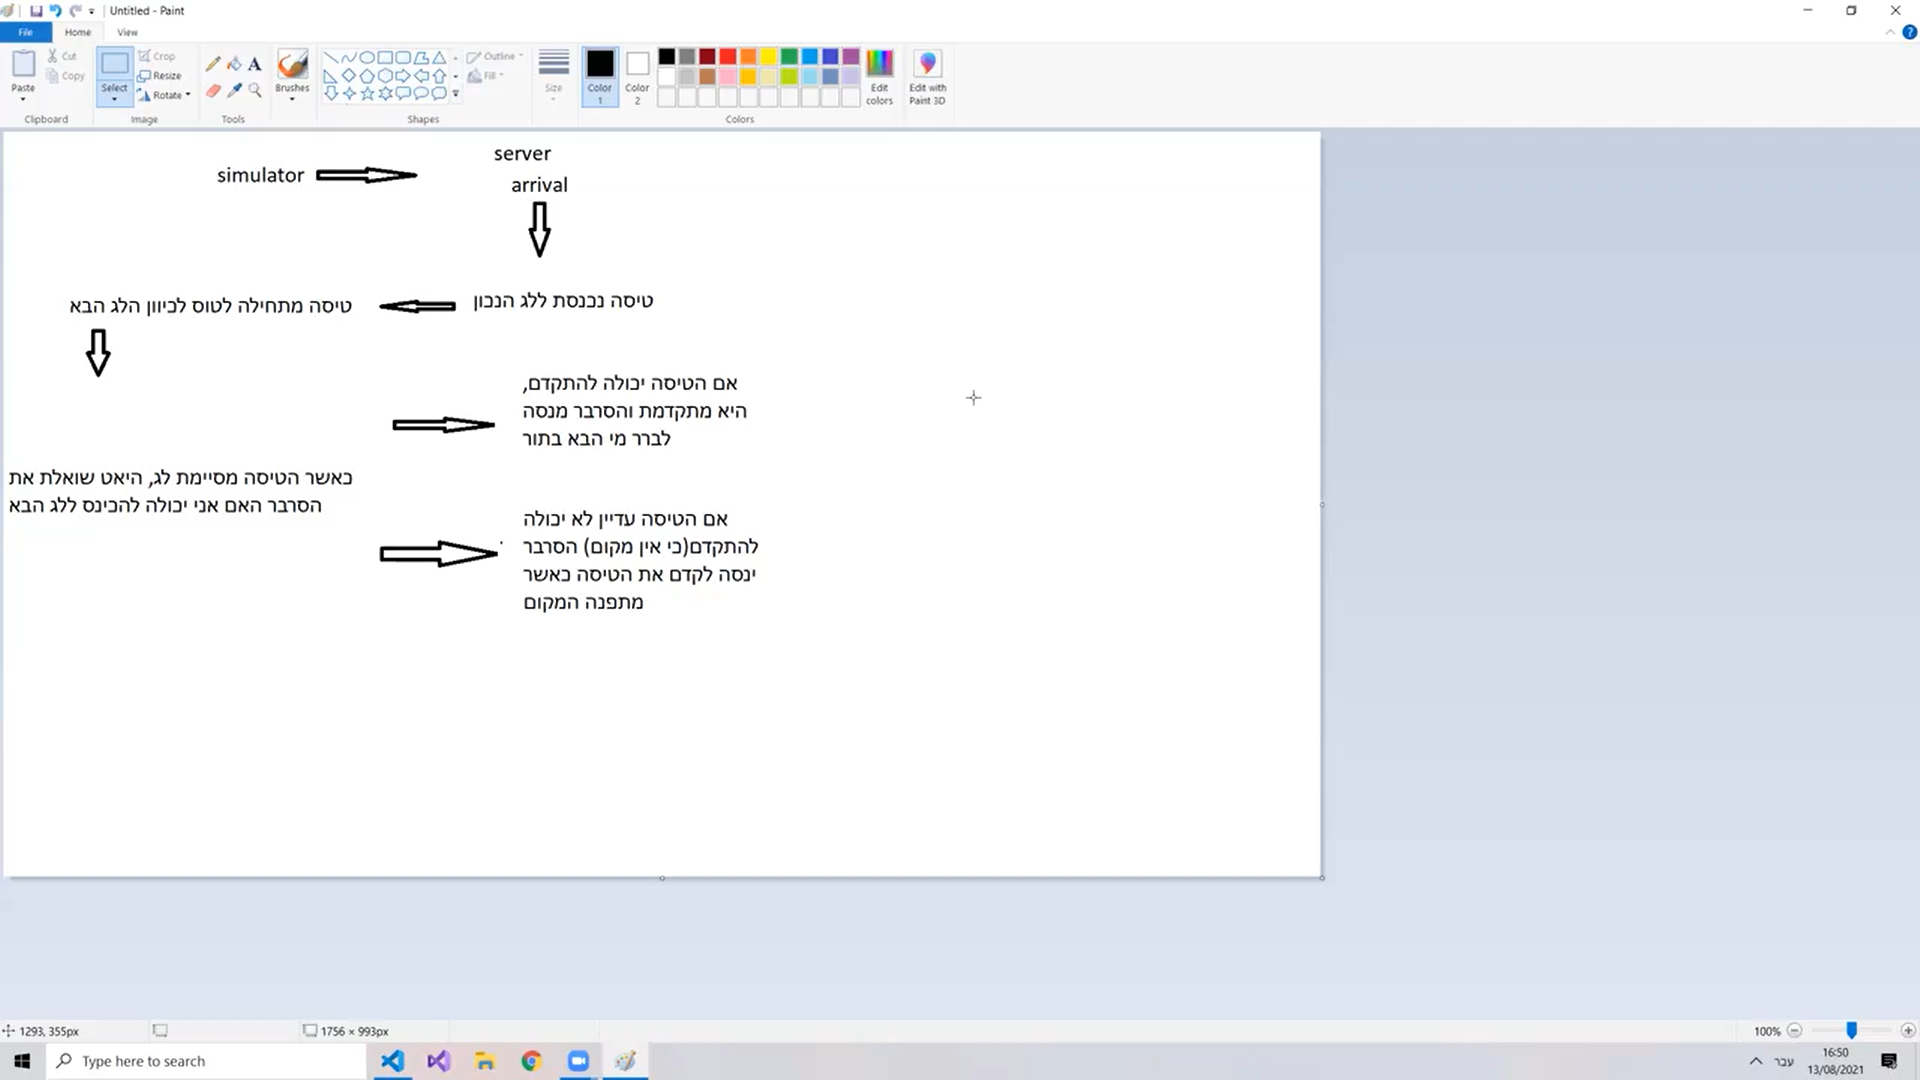 Untitled - Paint
File
Home
View
Paste
Cut
Copy
Clipboard
Select
Crop
Resize
Rotate
Image
Tools
Brushes
Shapes
Outline
Fill
Size
Color 1
Color 2
Edit colors
Edit with Paint 3D
Colors
server
simulator
arrival
טיסה נכנסת ללג הנכון
טיסה מתחילה לטוס לכיוון הלג הבא
אם הטיסה יכולה להתקדם,
היא מתקדמת והסרבר מנסה
לברר מי הבא בתור
כאשר הטיסה מסיימת לג, היאט שואלת את
הסרבר האם אני יכולה להכינס ללג הבא
אם הטיסה עדיין לא יכולה
להתקדם(כי אין מקום) הסרבר
ינסה לקדם את הטיסה כאשר
מתפנה המקום
1293, 355px
1756 × 993px
100%
Type here to search
עבר
16:50
13/08/2021